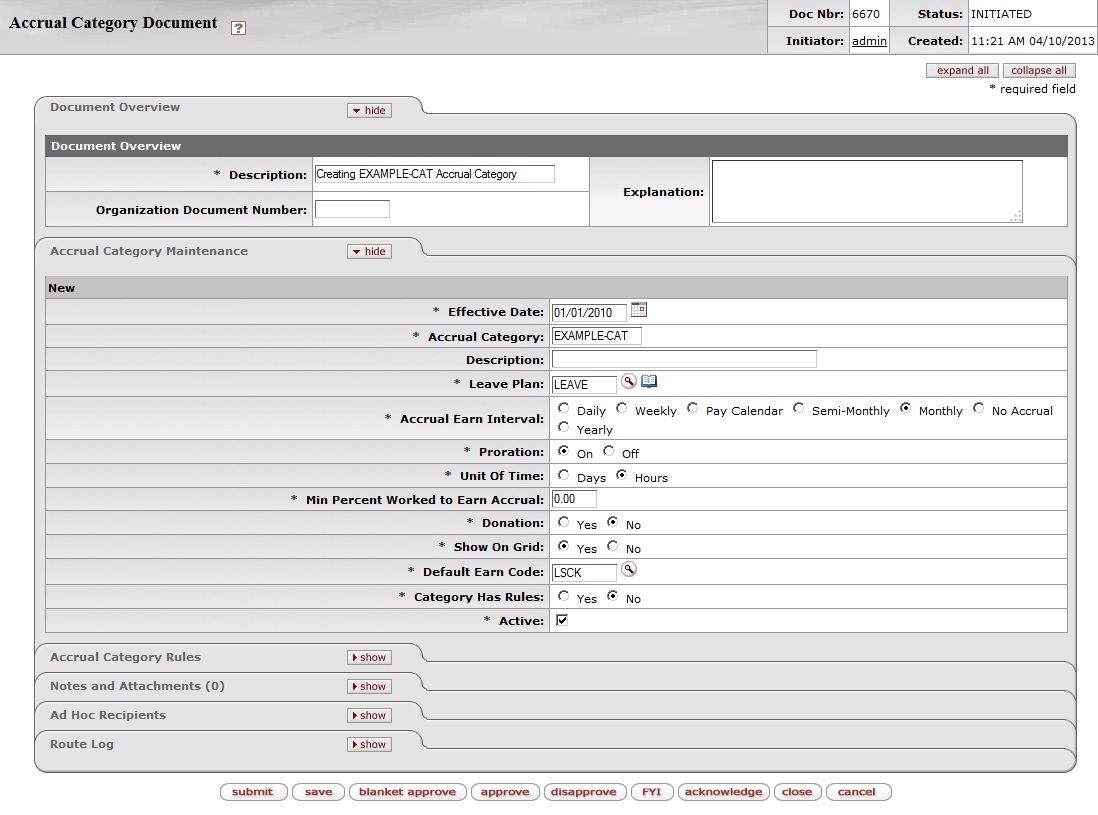 Accrual Category Document ?
Doc Nbr: 6670 Status: INITIATED
Initiator: admin Created: 11:21 AM 04/10/2013
expand all collapse all
* required field
Document Overview hide
Document Overview
* Description: Creating EXAMPLE-CAT Accrual Category
Explanation:
Organization Document Number:
Accrual Category Maintenance hide
New
* Effective Date: 01/01/2010
* Accrual Category: EXAMPLE-CAT
Description:
* Leave Plan: LEAVE
* Accrual Earn Interval: Daily Weekly Pay Calendar Semi-Monthly Monthly No Accrual
Yearly
* Proration: On Off
* Unit Of Time: Days Hours
* Min Percent Worked to Earn Accrual: 0.00
* Donation: Yes No
* Show On Grid: Yes No
* Default Earn Code: LSCK
* Category Has Rules: Yes No
* Active:
Accrual Category Rules show
Notes and Attachments (0) show
Ad Hoc Recipients show
Route Log show
submit save blanket approve approve disapprove FYI acknowledge close cancel